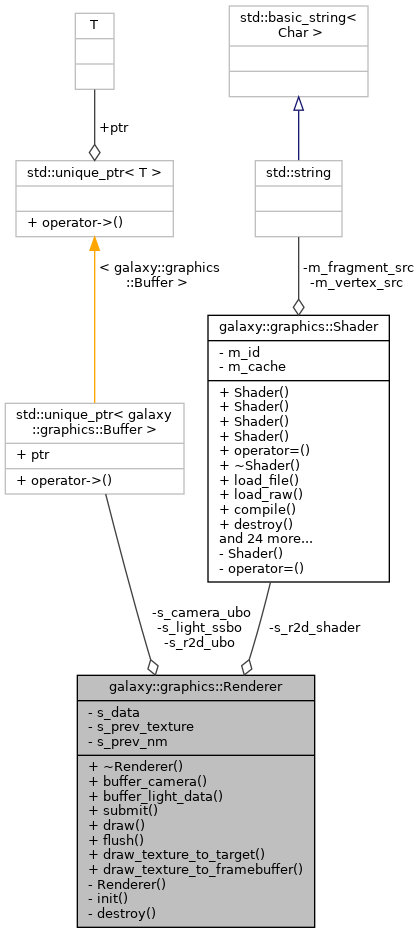 T
std::basic_string<
Char >
+ptr
std::unique_ptr< T >
+ operator->()
std::string
< galaxy::graphics
::Buffer >
-m_fragment_src
-m_vertex_src
galaxy::graphics::Shader
- m_id
- m_cache
+ Shader()
+ Shader()
+ Shader()
+ Shader()
+ operator=()
+ ~Shader()
+ load_file()
+ load_raw()
+ compile()
+ destroy()
and 24 more...
- Shader()
- operator=()
std::unique_ptr< galaxy
::graphics::Buffer >
+ ptr
+ operator->()
-s_camera_ubo
-s_light_ssbo
-s_r2d_ubo
-s_r2d_shader
galaxy::graphics::Renderer
- s_data
- s_prev_texture
- s_prev_nm
+ ~Renderer()
+ buffer_camera()
+ buffer_light_data()
+ submit()
+ draw()
+ flush()
+ draw_texture_to_target()
+ draw_texture_to_framebuffer()
- Renderer()
- init()
- destroy()